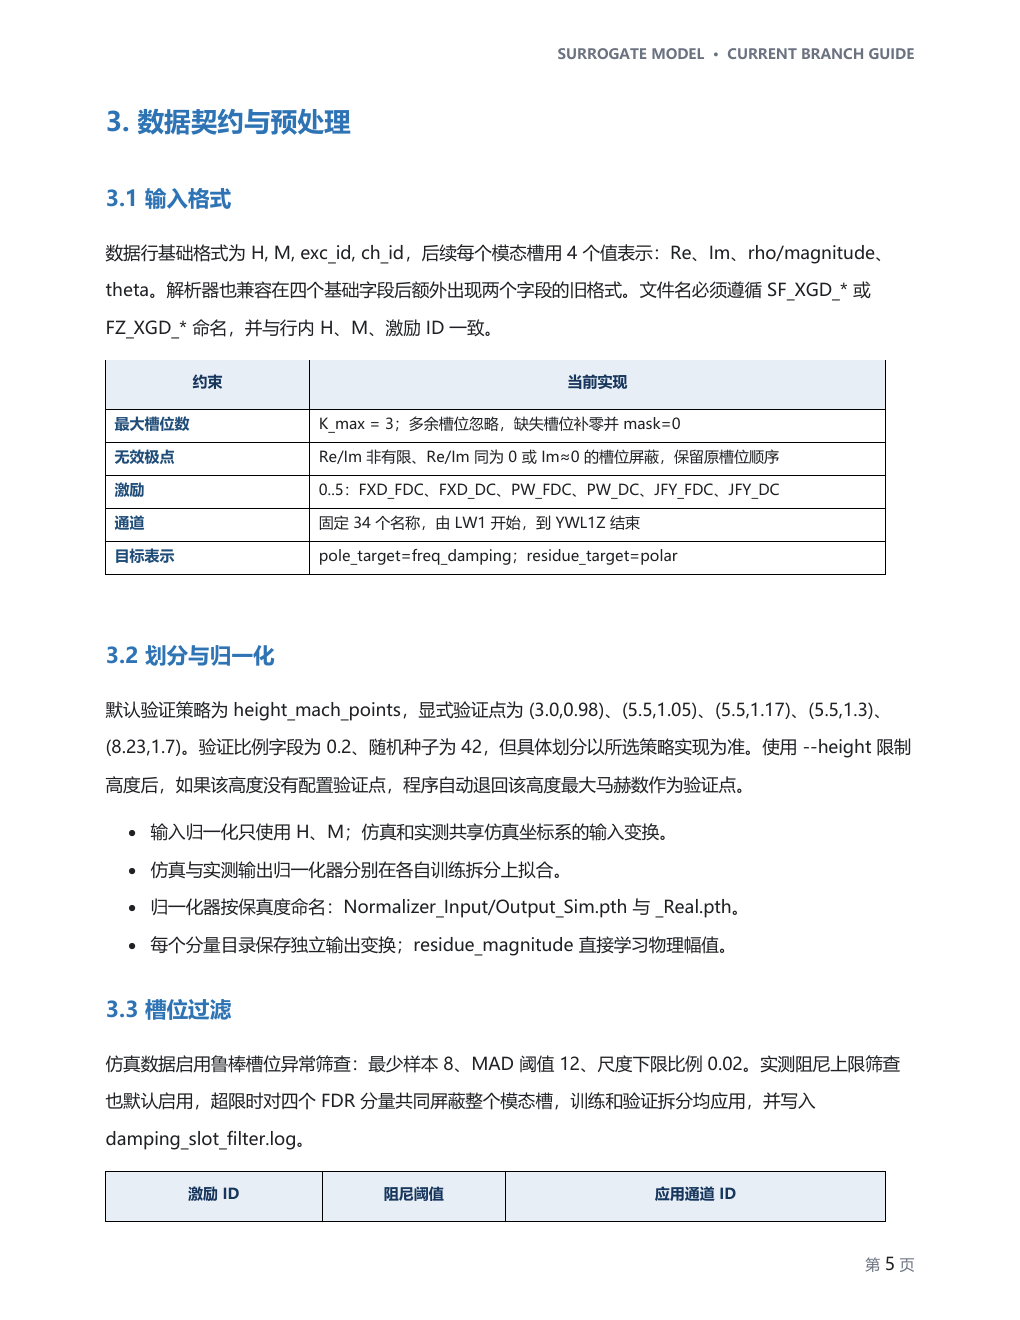 SURROGATE MODEL • CURRENT BRANCH GUIDE
3. 数据契约与预处理
3.1 输入格式
数据行基础格式为 H, M, exc_id, ch_id，后续每个模态槽用 4 个值表示：Re、Im、rho/magnitude、
theta。解析器也兼容在四个基础字段后额外出现两个字段的旧格式。文件名必须遵循 SF_XGD_* 或
FZ_XGD_* 命名，并与行内 H、M、激励 ID 一致。
约束 当前实现
最大槽位数 K_max = 3；多余槽位忽略，缺失槽位补零并 mask=0
无效极点 Re/Im 非有限、Re/Im 同为 0 或 Im≈0 的槽位屏蔽，保留原槽位顺序
激励 0..5：FXD_FDC、FXD_DC、PW_FDC、PW_DC、JFY_FDC、JFY_DC
通道 固定 34 个名称，由 LW1 开始，到 YWL1Z 结束
目标表示 pole_target=freq_damping；residue_target=polar
3.2 划分与归一化
默认验证策略为 height_mach_points，显式验证点为 (3.0,0.98)、(5.5,1.05)、(5.5,1.17)、(5.5,1.3)、
(8.23,1.7)。验证比例字段为 0.2、随机种子为 42，但具体划分以所选策略实现为准。使用 --height 限制
高度后，如果该高度没有配置验证点，程序自动退回该高度最大马赫数作为验证点。
• 输入归一化只使用 H、M；仿真和实测共享仿真坐标系的输入变换。
• 仿真与实测输出归一化器分别在各自训练拆分上拟合。
• 归一化器按保真度命名：Normalizer_Input/Output_Sim.pth 与 _Real.pth。
• 每个分量目录保存独立输出变换；residue_magnitude 直接学习物理幅值。
3.3 槽位过滤
仿真数据启用鲁棒槽位异常筛查：最少样本 8、MAD 阈值 12、尺度下限比例 0.02。实测阻尼上限筛查
也默认启用，超限时对四个 FDR 分量共同屏蔽整个模态槽，训练和验证拆分均应用，并写入
damping_slot_filter.log。
激励 ID 阻尼阈值 应用通道 ID
第 5 页